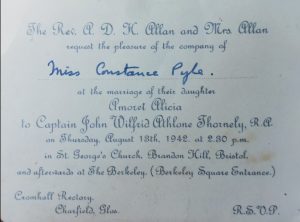 The Rev. A. D. H. Allan and Mrs Allan
request the pleasure of the company of
Miss Constance Pyle.
at the marriage of their daughter
Amoret Alicia
to Captain John Wilfrid Athlone Thornely, R.A.
on Thursday, August 13th. 1942. at 2.30 p.m.
in St. George's Church, Brandon Hill, Bristol.
and afterwards at The Berkeley. (Berkeley Square Entrance.)
Cromhall Rectory.
Charfield, Glos.
R.S.V.P.